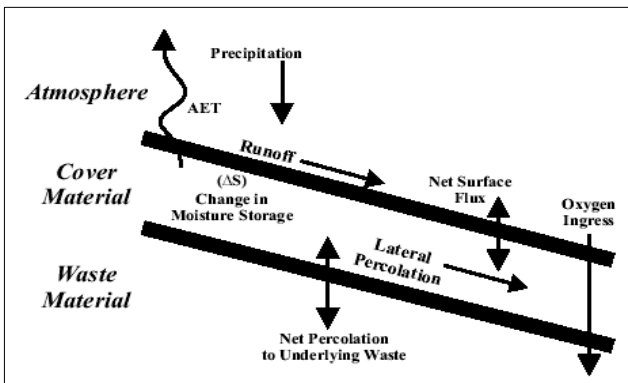 Precipitation
Atmosphere
AET
Runoff
Cover
Material
(ΔS)
Change in
Moisture Storage
Net Surface
Flux
Oxygen
Ingress
Lateral
Percolation
Waste
Material
Net Percolation
to Underlying Waste